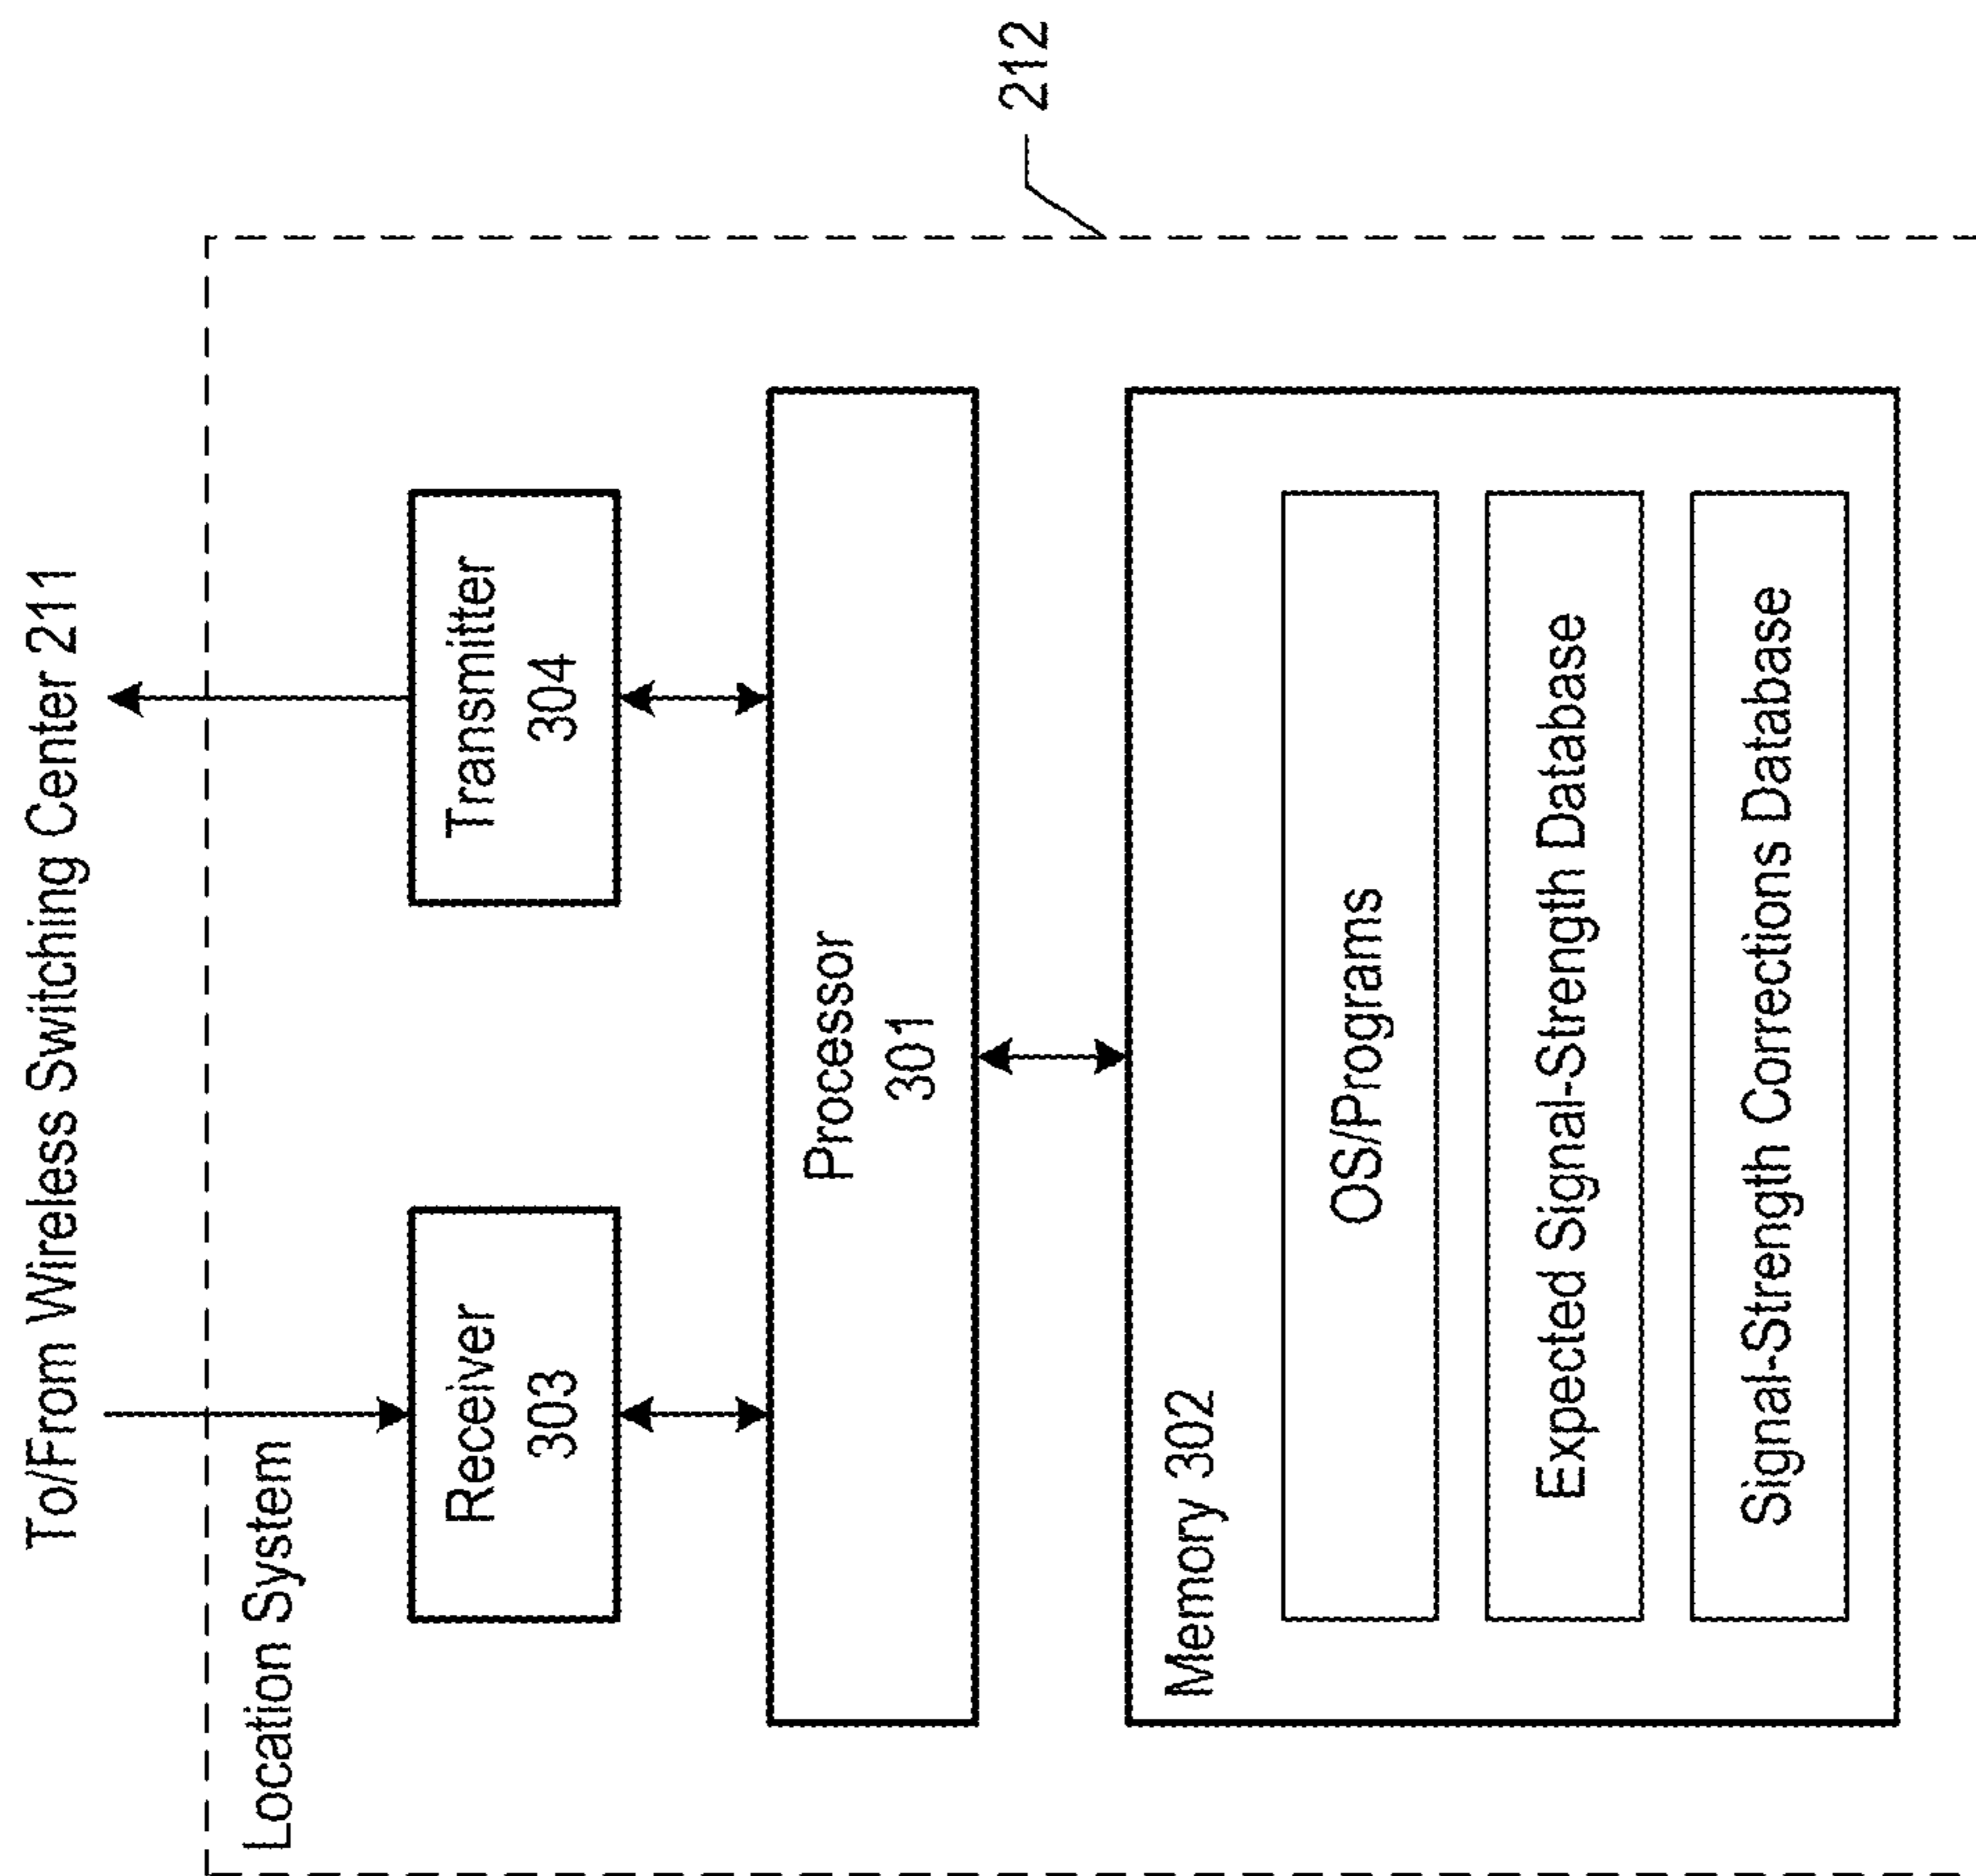 To/From Wireless Switching Center 211
Location System
212
Receiver
303
Transmitter
304
Processor
301
Memory 302
OS/Programs
Expected Signal-Strength Database
Signal-Strength Corrections Database